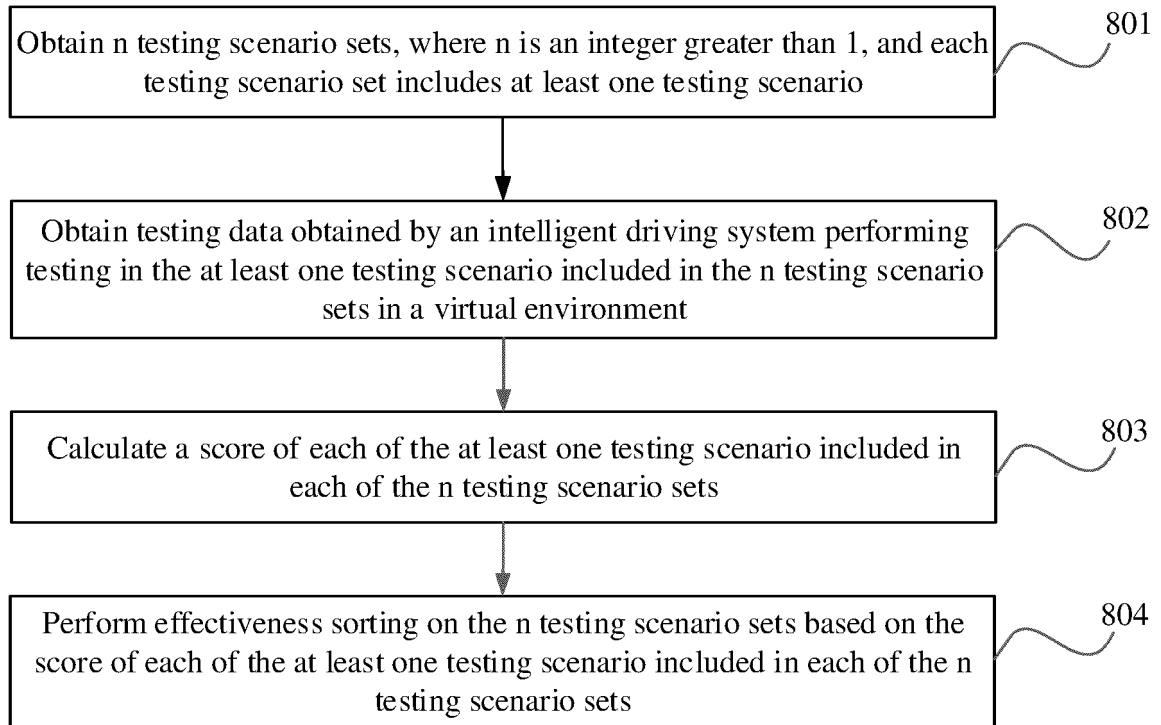 Obtain n testing scenario sets, where n is an integer greater than 1, and each
testing scenario set includes at least one testing scenario
801
Obtain testing data obtained by an intelligent driving system performing
testing in the at least one testing scenario included in the n testing scenario
sets in a virtual environment
802
Calculate a score of each of the at least one testing scenario included in
each of the n testing scenario sets
803
Perform effectiveness sorting on the n testing scenario sets based on the
score of each of the at least one testing scenario included in each of the n
testing scenario sets
804